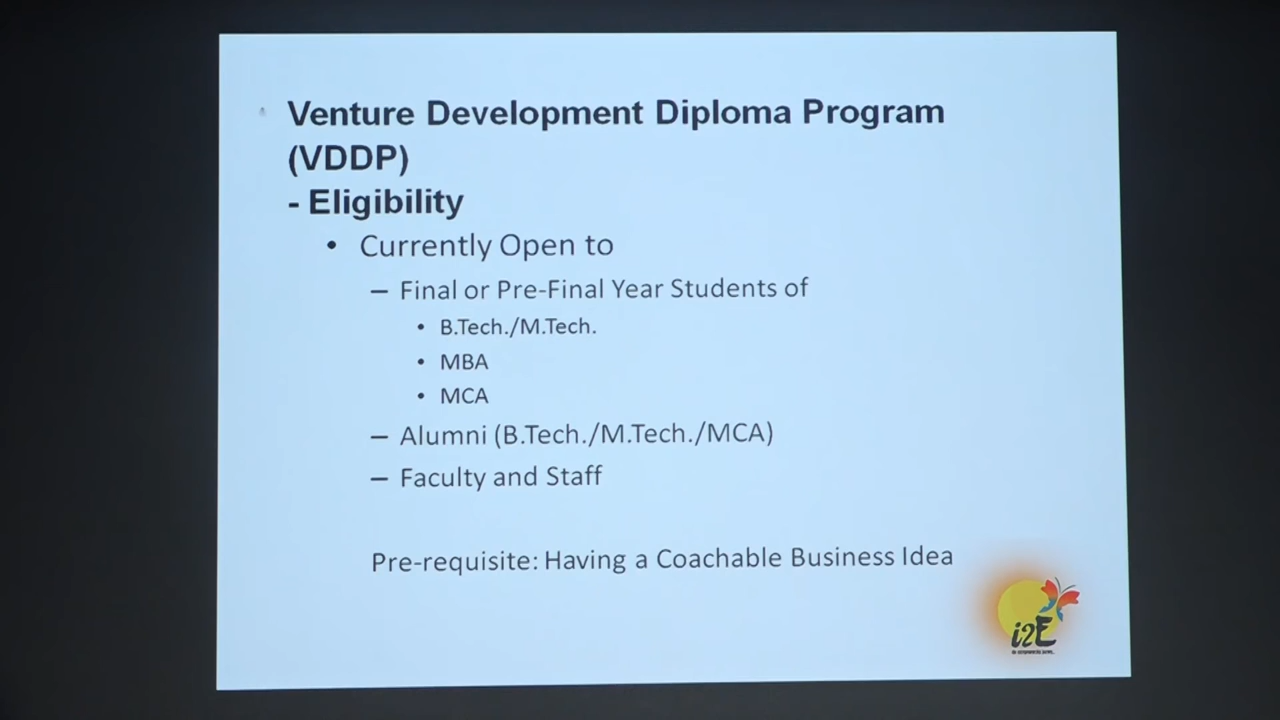 Venture Development Diploma Program
(VDDP)
- Eligibility
• Currently Open to
– Final or Pre-Final Year Students of
• B.Tech./M.Tech.
• MBA
• MCA
– Alumni (B.Tech./M.Tech./MCA)
– Faculty and Staff
Pre-requisite: Having a Coachable Business Idea
i2E